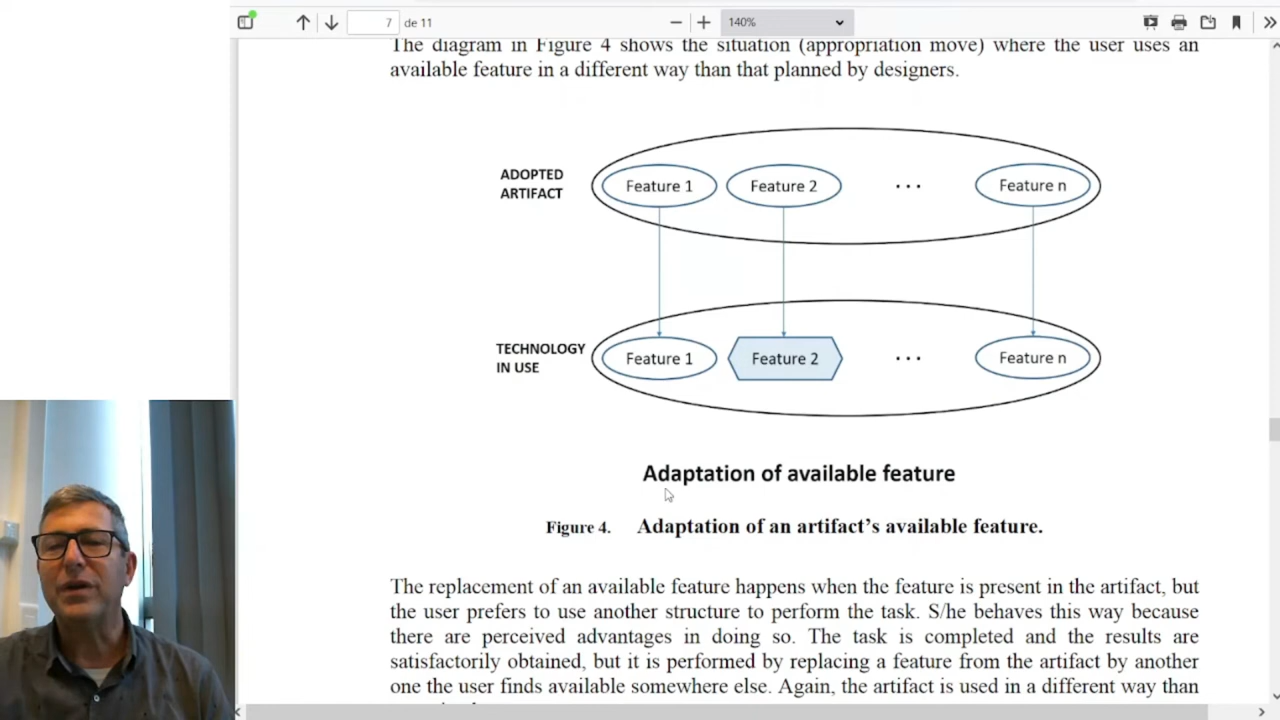 7 de 11
140%
The diagram in Figure 4 shows the situation (appropriation move) where the user uses an
available feature in a different way than that planned by designers.
ADOPTED
ARTIFACT
Feature 1
Feature 2
...
Feature n
TECHNOLOGY
IN USE
Feature 1
Feature 2
...
Feature n
Adaptation of available feature
Figure 4. Adaptation of an artifact's available feature.
The replacement of an available feature happens when the feature is present in the artifact, but
the user prefers to use another structure to perform the task. S/he behaves this way because
there are perceived advantages in doing so. The task is completed and the results are
satisfactorily obtained, but it is performed by replacing a feature from the artifact by another
one the user finds available somewhere else. Again, the artifact is used in a different way than